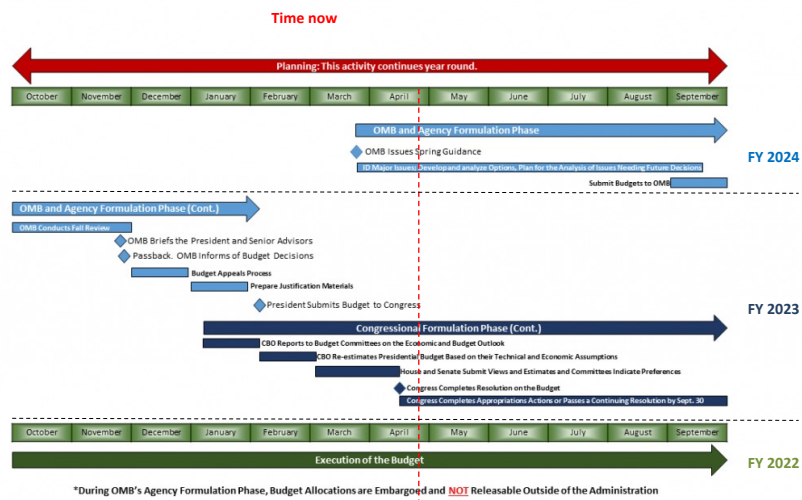 Time now
Planning: This activity continues year round.
October November December January February March April May June July August September
OMB and Agency Formulation Phase
OMB Issues Spring Guidance
FY 2024
ID Major Issues: Develop and analyze Options, Plan for the Analysis of Issues Needing Future Decisions
Submit Budgets to OMB
OMB and Agency Formulation Phase (Cont.)
OMB Conducts Fall Review
OMB Briefs the President and Senior Advisors
Passback. OMB Informs of Budget Decisions
Budget Appeals Process
Prepare Justification Materials
President Submits Budget to Congress
FY 2023
Congressional Formulation Phase (Cont.)
CBO Reports to Budget Committees on the Economic and Budget Outlook
CBO Re-estimates Presidential Budget Based on their Technical and Economic Assumptions
House and Senate Submit Views and Estimates and Committees Indicate Preferences
Congress Completes Resolution on the Budget
Congress Completes Appropriations Actions or Passes a Continuing Resolution by Sept. 30
October November December January February March April May June July August September
Execution of the Budget
FY 2022
*During OMB's Agency Formulation Phase, Budget Allocations are Embargoed and NOT Releasable Outside of the Administration